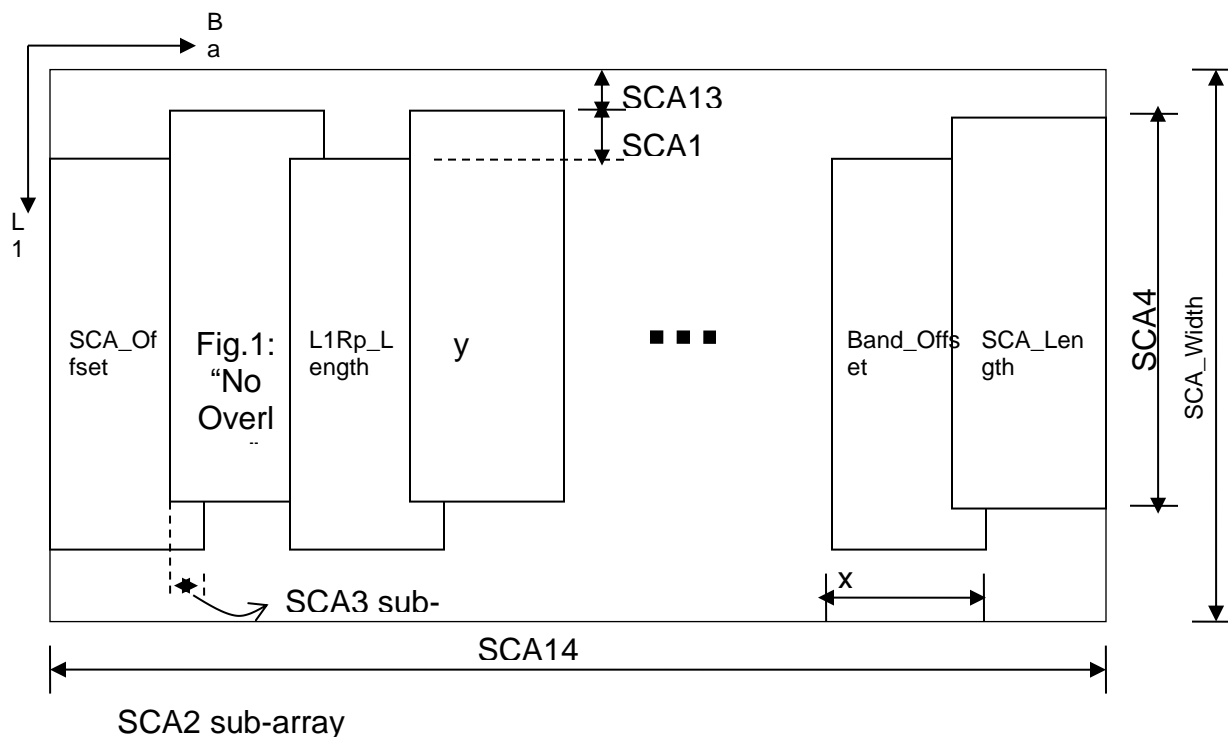 B
a
SCA13
SCA1
L
1
SCA_Of
fset
Fig.1:
“No
Overl
L1Rp_L
ength
y
Band_Offs
et
SCA_Len
gth
SCA4
SCA_Width
x
SCA3 sub-
SCA14
SCA2 sub-array